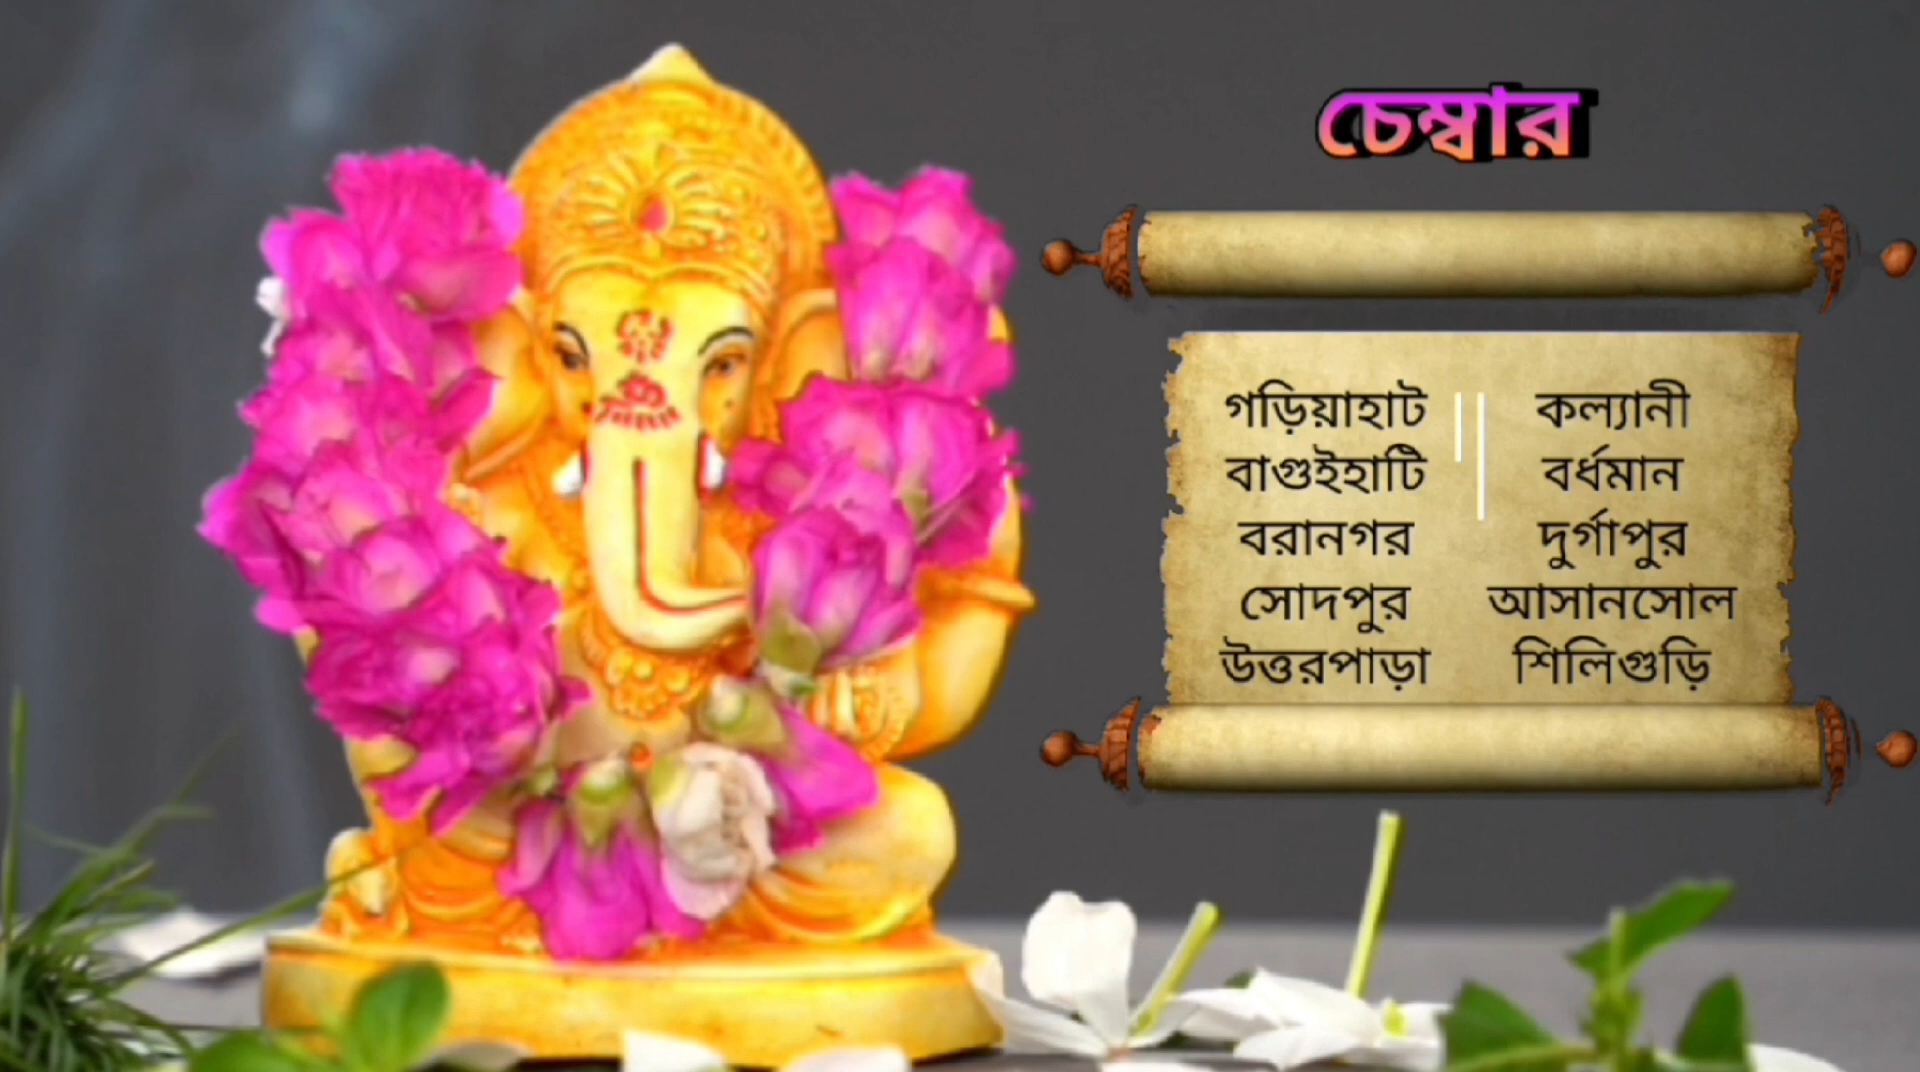 চেম্বার
গড়িয়াহাট
বাগুইহাটি
বরানগর
সোদপুর
উত্তরপাড়া
কল্যানী
বর্ধমান
দুর্গাপুর
আসানসোল
শিলিগুড়ি